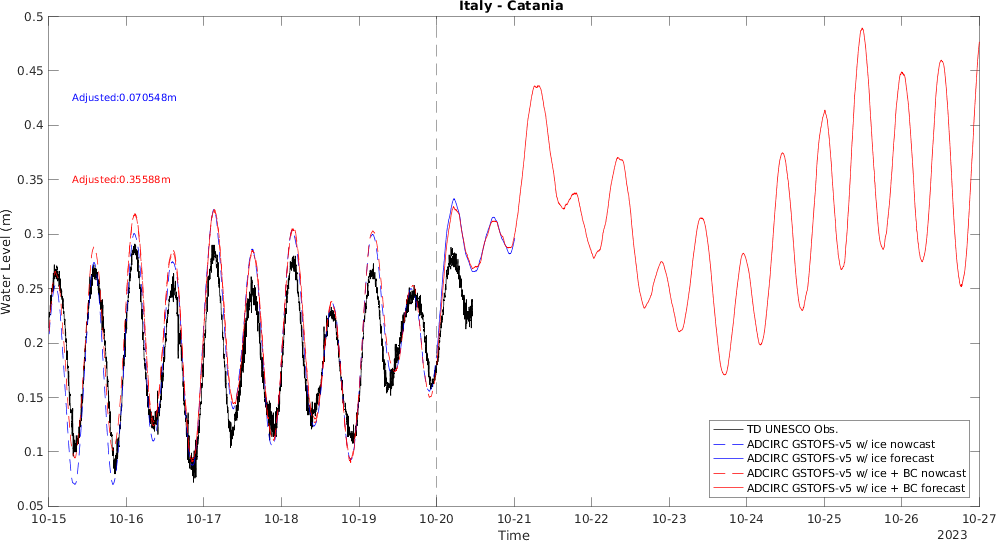 Italy - Catania
0.5
0.45
0.4
0.35
0.3
0.25
0.2
0.15
0.1
0.05
Water Level (m)
Adjusted:0.070548m
Adjusted:0.35588m
TD UNESCO Obs.
ADCIRC GSTOFS-v5 w/ ice nowcast
ADCIRC GSTOFS-v5 w/ ice forecast
ADCIRC GSTOFS-v5 w/ ice + BC nowcast
ADCIRC GSTOFS-v5 w/ ice + BC forecast
10-15 10-16 10-17 10-18 10-19 10-20 10-21 10-22 10-23 10-24 10-25 10-26 10-27
Time
2023